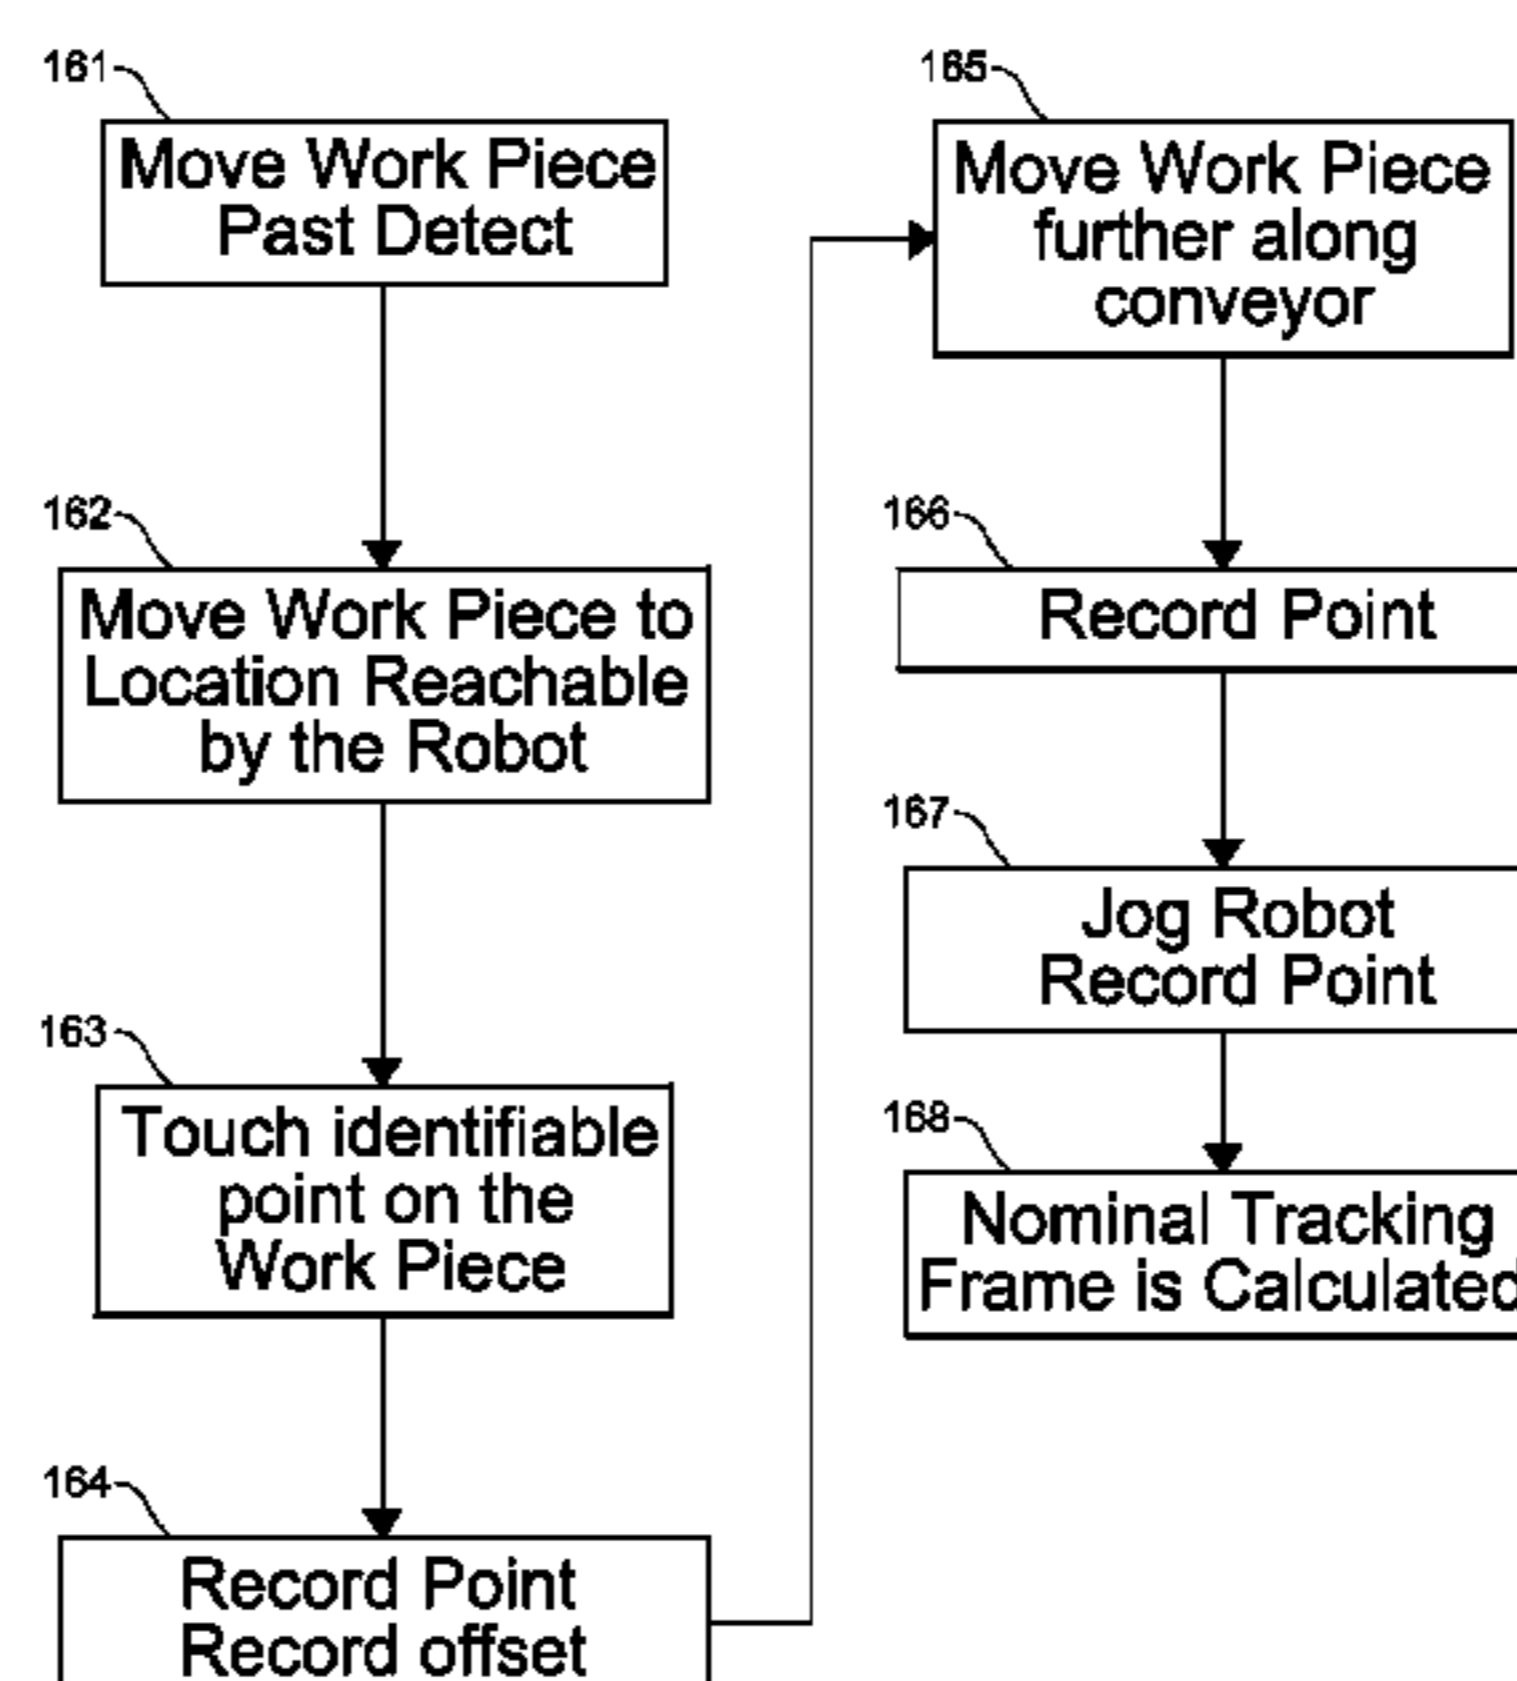 161
Move Work Piece
Past Detect
162
Move Work Piece to
Location Reachable
by the Robot
163
Touch identifiable
point on the
Work Piece
164
Record Point
Record offset
165
Move Work Piece
further along
conveyor
166
Record Point
167
Jog Robot
Record Point
168
Nominal Tracking
Frame is Calculated